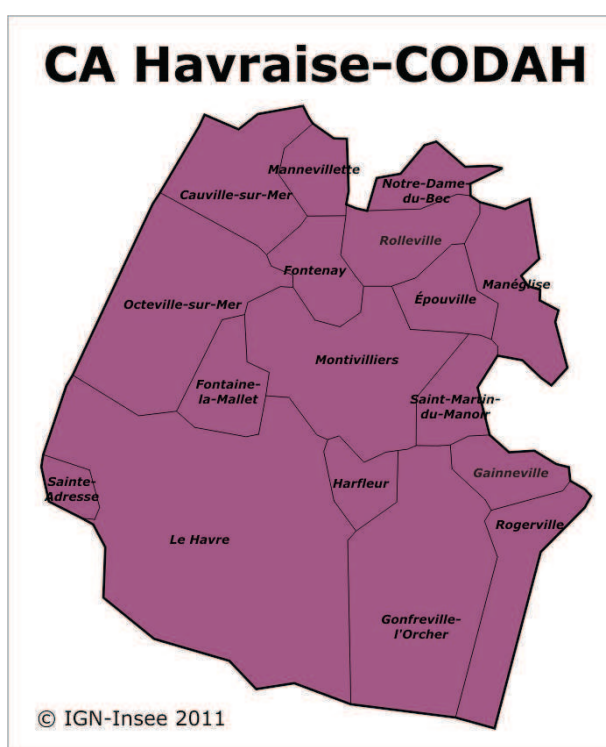 CA Havraise-CODAH
Mannevillette
Cauville-sur-Mer
Notre-Dame-
du-Bec
Rolleville
Fontenay
Manéglise
Épouville
Octeville-sur-Mer
Montivilliers
Fontaine-
la-Mallet
Saint-Martin-
du-Manoir
Gainneville
Sainte-
Adresse
Harfleur
Rogerville
Le Havre
Gonfreville-
l'Orcher
© IGN-Insee 2011